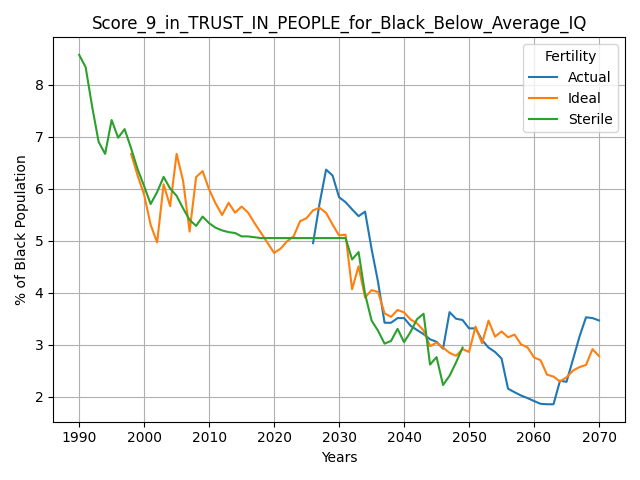 Score_9_in_TRUST_IN_PEOPLE_for_Black_Below_Average_IQ
Fertility
Actual
Ideal
Sterile
% of Black Population
8
7
6
5
4
3
2
1990 2000 2010 2020 2030 2040 2050 2060 2070
Years